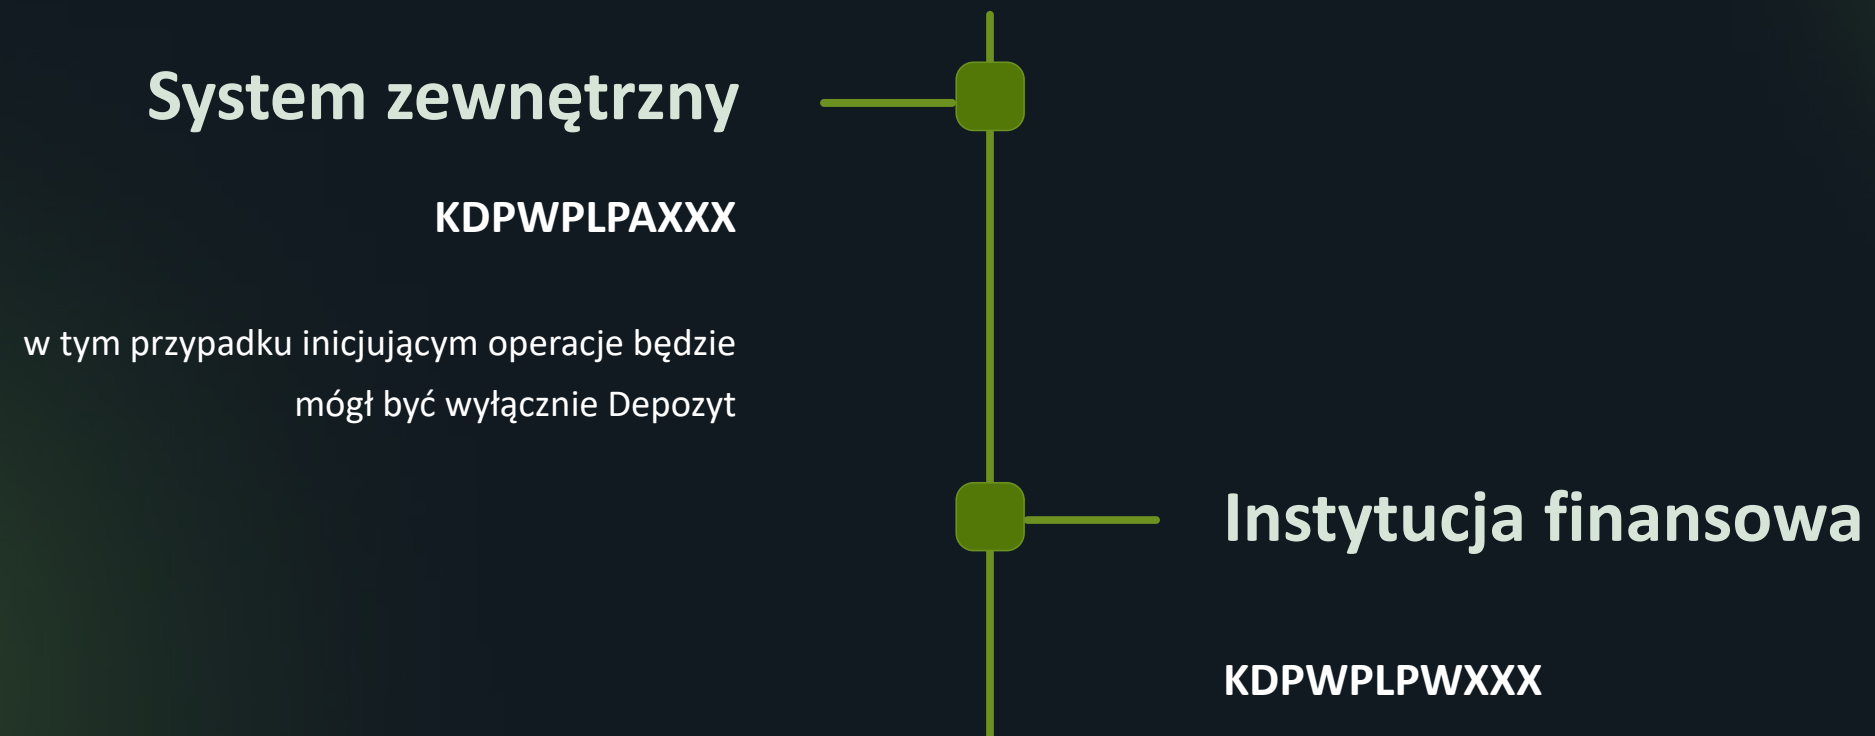 System zewnętrzny
KDPWPLPAXXX
w tym przypadku inicjującym operacje będzie
mógł być wyłącznie Depozyt
Instytucja finansowa
KDPWPLPWXXX